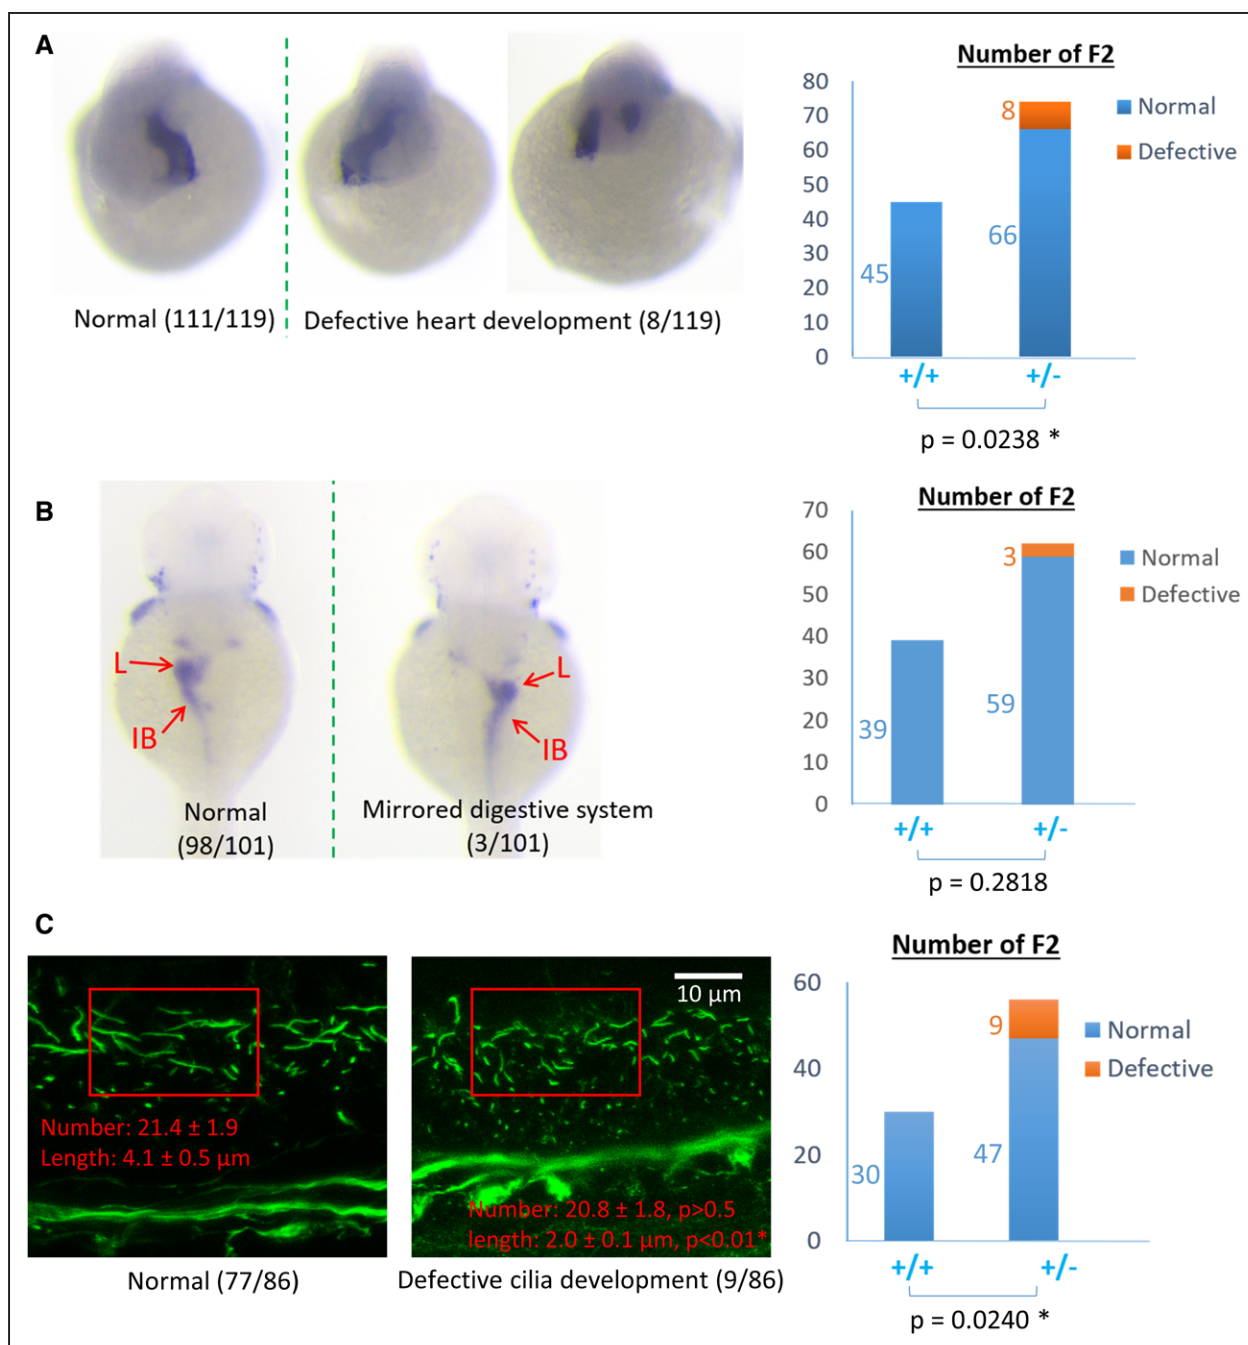 A
Normal (111/119)
Defective heart development (8/119)
Number of F2
80
70
60
50
40
30
20
10
0
45
8
66
Normal
Defective
+/+
+/-
p = 0.0238 *
B
L
IB
Normal
(98/101)
L
IB
Mirrored digestive system
(3/101)
Number of F2
70
60
50
40
30
20
10
0
39
3
59
Normal
Defective
+/+
+/-
p = 0.2818
C
Number: 21.4 ± 1.9
Length: 4.1 ± 0.5 µm
Normal (77/86)
10 µm
Number: 20.8 ± 1.8, p>0.5
length: 2.0 ± 0.1 µm, p<0.01*
Defective cilia development (9/86)
Number of F2
60
40
20
0
30
9
47
Normal
Defective
+/+
+/-
p = 0.0240 *